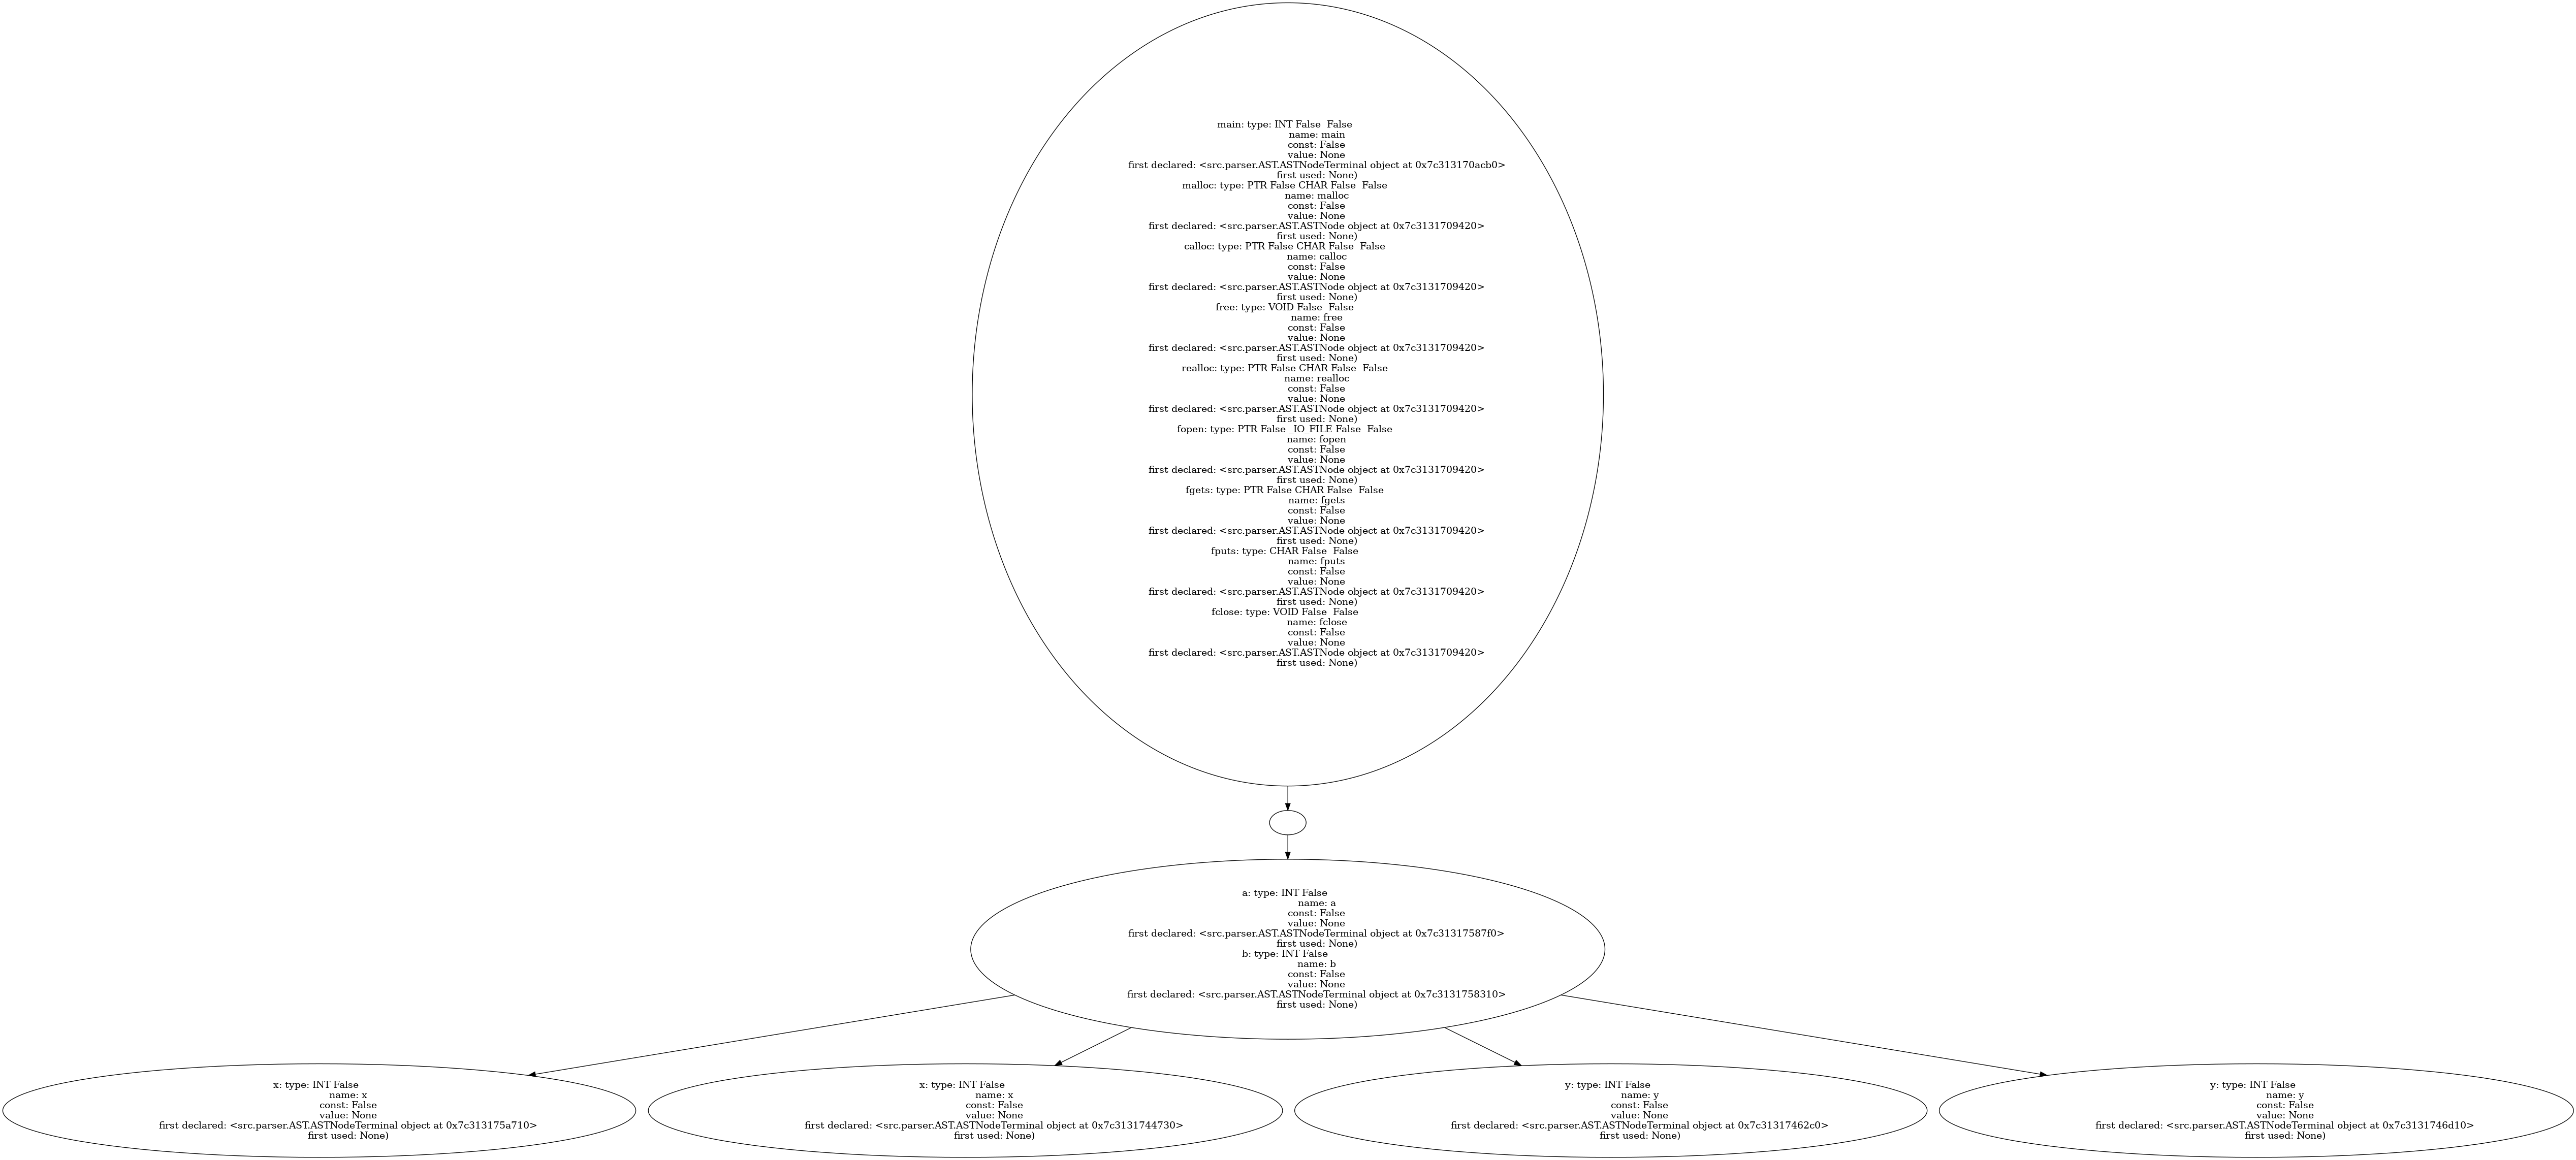 main: type: INT False  False
name: main
const: False
value: None
first declared: <src.parser.AST.ASTNodeTerminal object at 0x7c313170acb0>
first used: None)
malloc: type: PTR False CHAR False  False
name: malloc
const: False
value: None
first declared: <src.parser.AST.ASTNode object at 0x7c3131709420>
first used: None)
calloc: type: PTR False CHAR False  False
name: calloc
const: False
value: None
first declared: <src.parser.AST.ASTNode object at 0x7c3131709420>
first used: None)
free: type: VOID False  False
name: free
const: False
value: None
first declared: <src.parser.AST.ASTNode object at 0x7c3131709420>
first used: None)
realloc: type: PTR False CHAR False  False
name: realloc
const: False
value: None
first declared: <src.parser.AST.ASTNode object at 0x7c3131709420>
first used: None)
fopen: type: PTR False _IO_FILE False  False
name: fopen
const: False
value: None
first declared: <src.parser.AST.ASTNode object at 0x7c3131709420>
first used: None)
fgets: type: PTR False CHAR False  False
name: fgets
const: False
value: None
first declared: <src.parser.AST.ASTNode object at 0x7c3131709420>
first used: None)
fputs: type: CHAR False  False
name: fputs
const: False
value: None
first declared: <src.parser.AST.ASTNode object at 0x7c3131709420>
first used: None)
fclose: type: VOID False  False
name: fclose
const: False
value: None
first declared: <src.parser.AST.ASTNode object at 0x7c3131709420>
first used: None)
a: type: INT False
name: a
const: False
value: None
first declared: <src.parser.AST.ASTNodeTerminal object at 0x7c31317587f0>
first used: None)
b: type: INT False
name: b
const: False
value: None
first declared: <src.parser.AST.ASTNodeTerminal object at 0x7c3131758310>
first used: None)
x: type: INT False
name: x
const: False
value: None
first declared: <src.parser.AST.ASTNodeTerminal object at 0x7c313175a710>
first used: None)
x: type: INT False
name: x
const: False
value: None
first declared: <src.parser.AST.ASTNodeTerminal object at 0x7c3131744730>
first used: None)
y: type: INT False
name: y
const: False
value: None
first declared: <src.parser.AST.ASTNodeTerminal object at 0x7c31317462c0>
first used: None)
y: type: INT False
name: y
const: False
value: None
first declared: <src.parser.AST.ASTNodeTerminal object at 0x7c3131746d10>
first used: None)